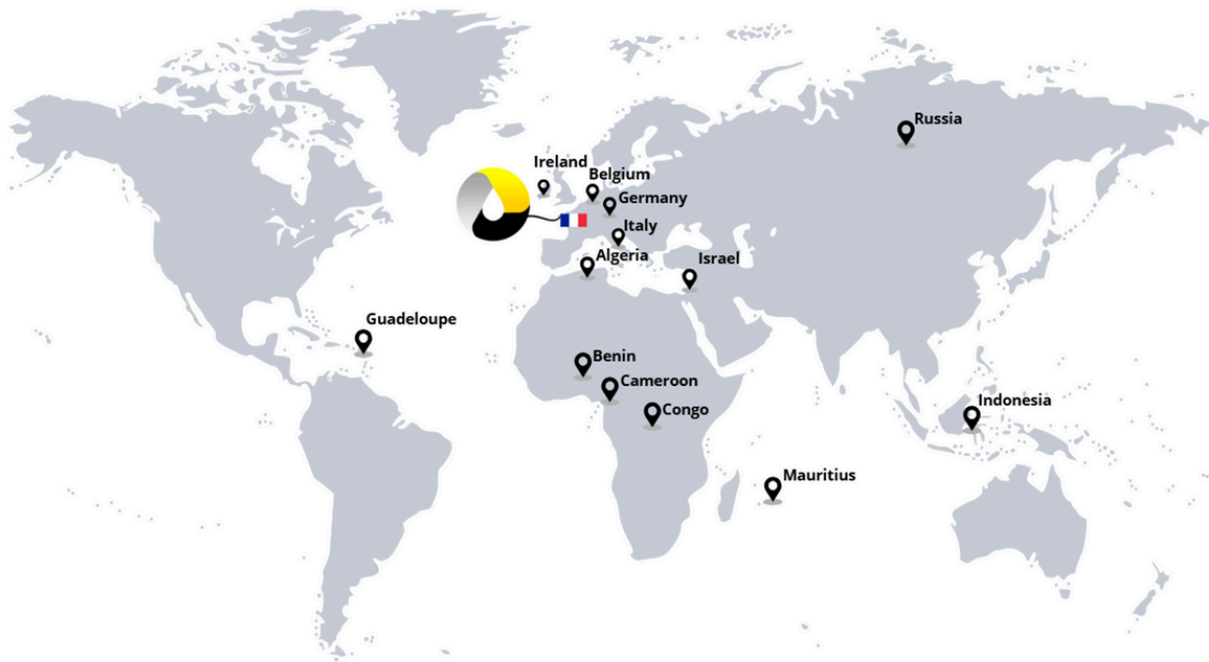 Russia
Ireland
Belgium
Germany
Italy
Algeria
Israel
Guadeloupe
Benin
Cameroon
Congo
Indonesia
Mauritius